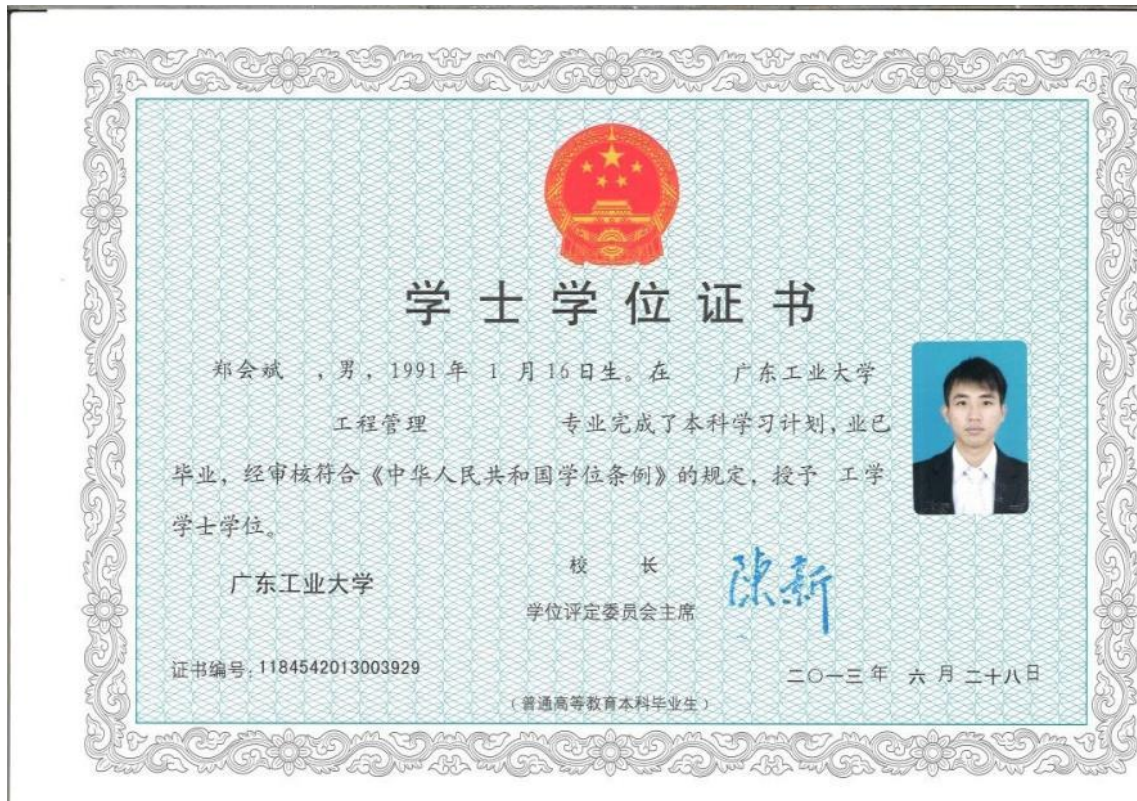 学士学位证书
郑会斌 ,男,1991年 1 月16日生。在 广东工业大学
工程管理 专业完成了本科学习计划,业已
毕业,经审核符合《中华人民共和国学位条例》的规定,授予 工学
学士学位。
广东工业大学
校 长
学位评定委员会主席
陈新
证书编号:1184542013003929
二〇一三年 六 月 二十八日
(普通高等教育本科毕业生)